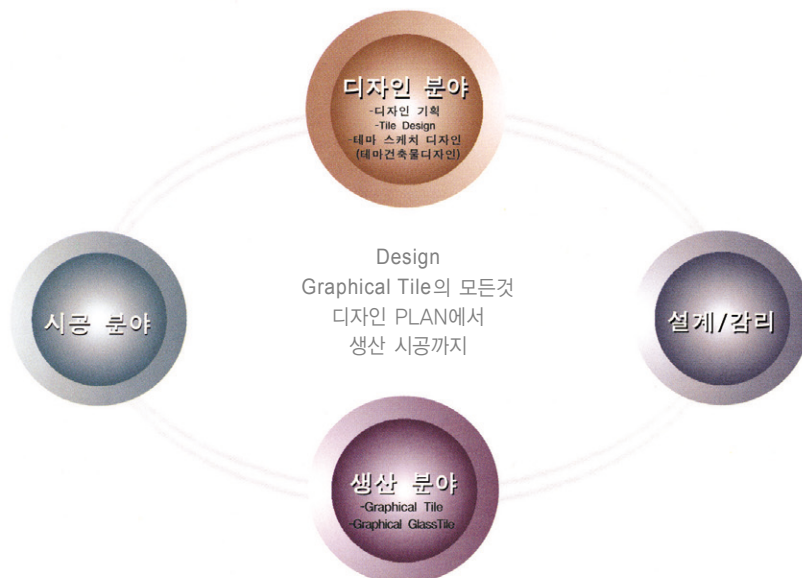 디자인 분야
-디자인 기획
-Tile Design
-테마 스케치 디자인
(테마건축물디자인)
Design
Graphical Tile의 모든것
디자인 PLAN에서
생산 시공까지
시공 분야
설계/감리
생산 분야
-Graphical Tile
-Graphical GlassTile